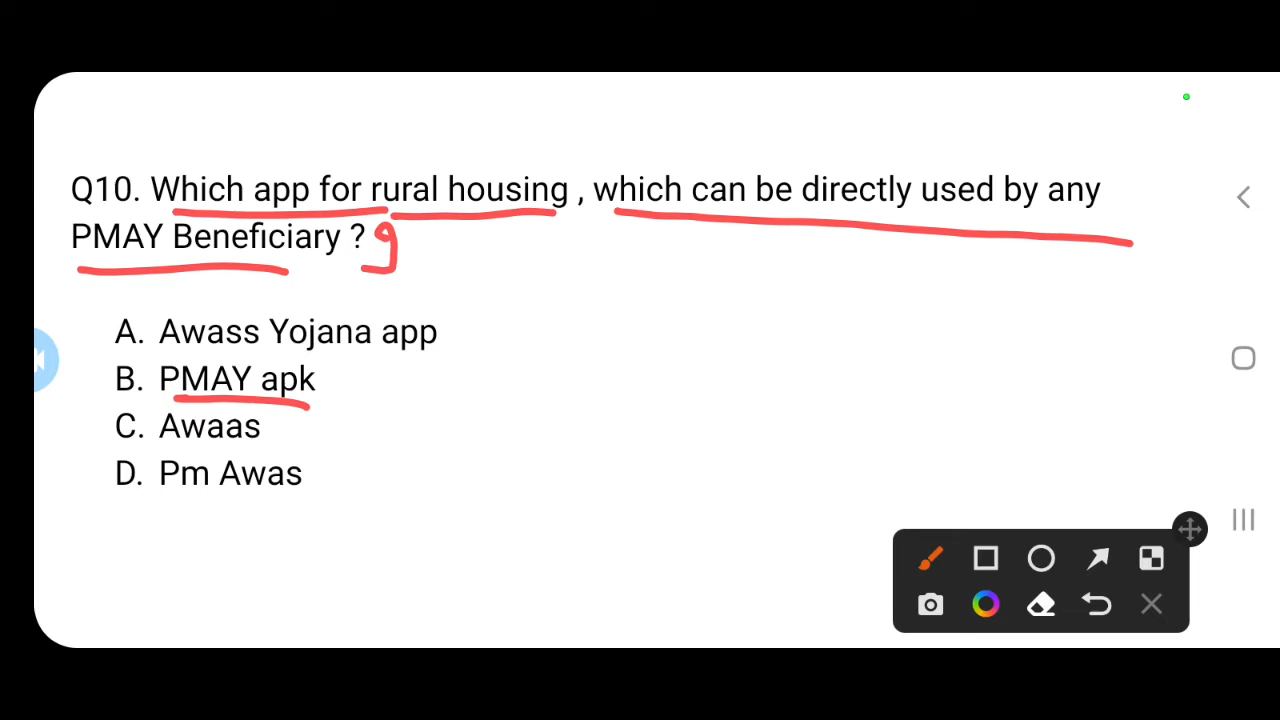 Q10. Which app for rural housing , which can be directly used by any
PMAY Beneficiary ?
A. Awass Yojana app
B. PMAY apk
C. Awaas
D. Pm Awas